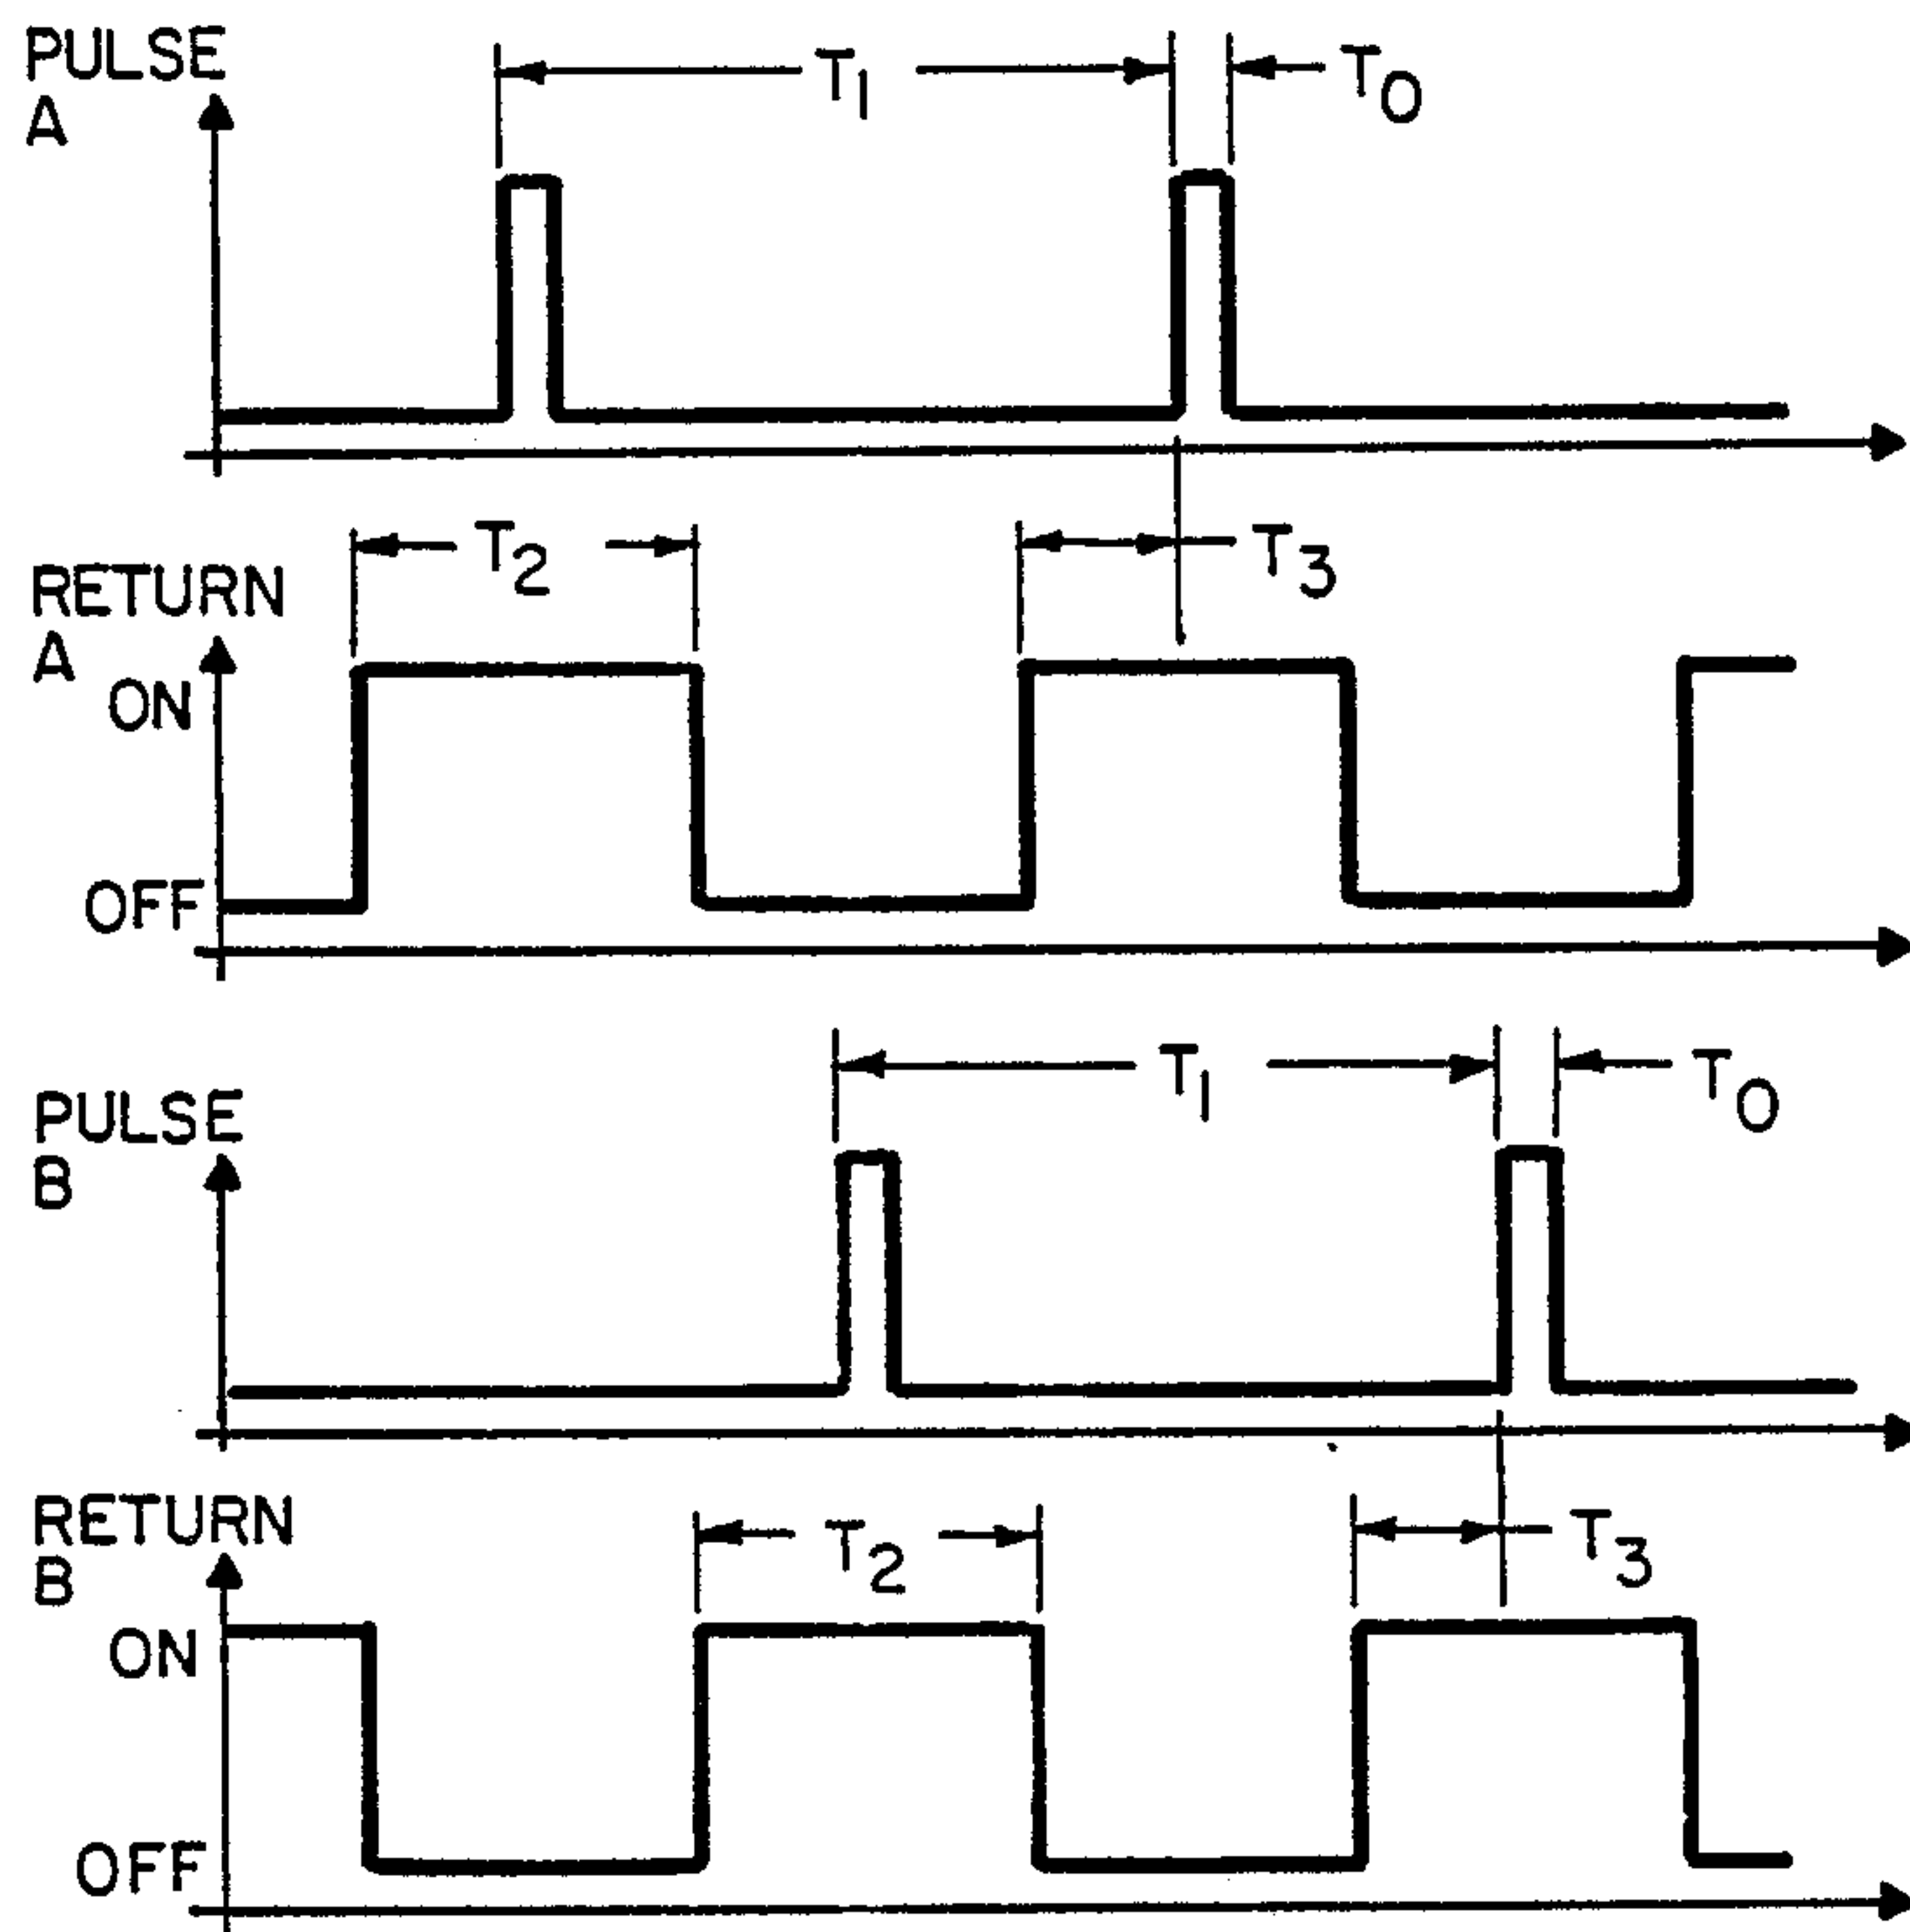 PULSE
A
T1
T0
RETURN
A
ON
OFF
T2
T3
PULSE
B
T1
T0
RETURN
B
ON
OFF
T2
T3